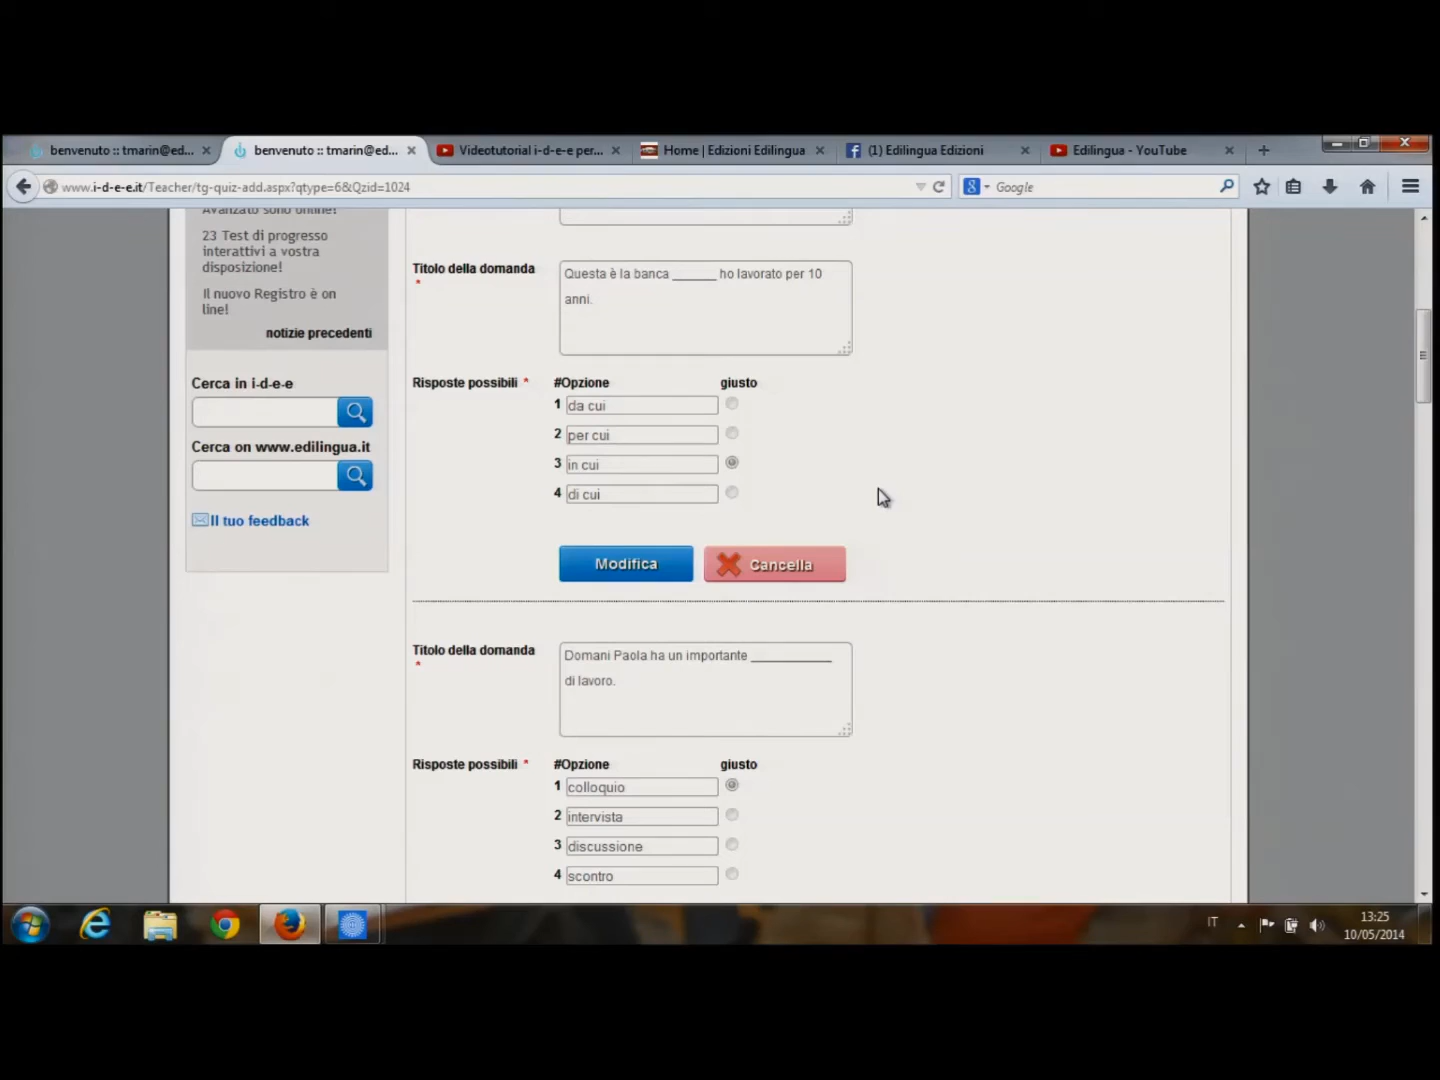 benvenuto :: tmarin@ed...
benvenuto :: tmarin@ed...
Videotutorial i-d-e-e per...
Home | Edizioni Edilingua
(1) Edilingua Edizioni
Edilingua - YouTube
www.i-d-e-e.it/Teacher/tg-quiz-add.aspx?qtype=6&Qzid=1024
Google
Avanzato sono online!
23 Test di progesso
interattivi a vostra
disposizione!
Il nuovo Registro è on
line!
notizie precedenti
Cerca in i-d-e-e
Cerca on www.edilingua.it
Il tuo feedback
Titolo della domanda
*
Questa è la banca ______ ho lavorato per 10
anni.
Risposte possibili *
#Opzione giusto
1 da cui
2 per cui
3 in cui
4 di cui
Modifica
Cancella
Titolo della domanda
*
Domani Paola ha un importante ___________
di lavoro.
Risposte possibili *
#Opzione giusto
1 colloquio
2 intervista
3 discussione
4 scontro
IT
13:25
10/05/2014